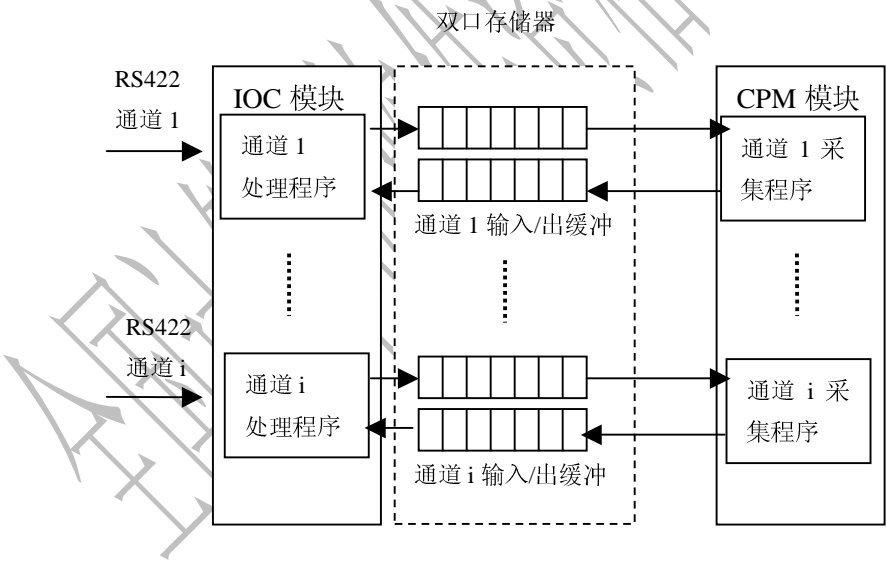 双口存储器
RS422
通道 1
IOC 模块
通道 1
处理程序
通道 1 输入/出缓冲
CPM 模块
通道 1 采
集程序
RS422
通道 i
通道 i
处理程序
通道 i 输入/出缓冲
通道 i 采
集程序